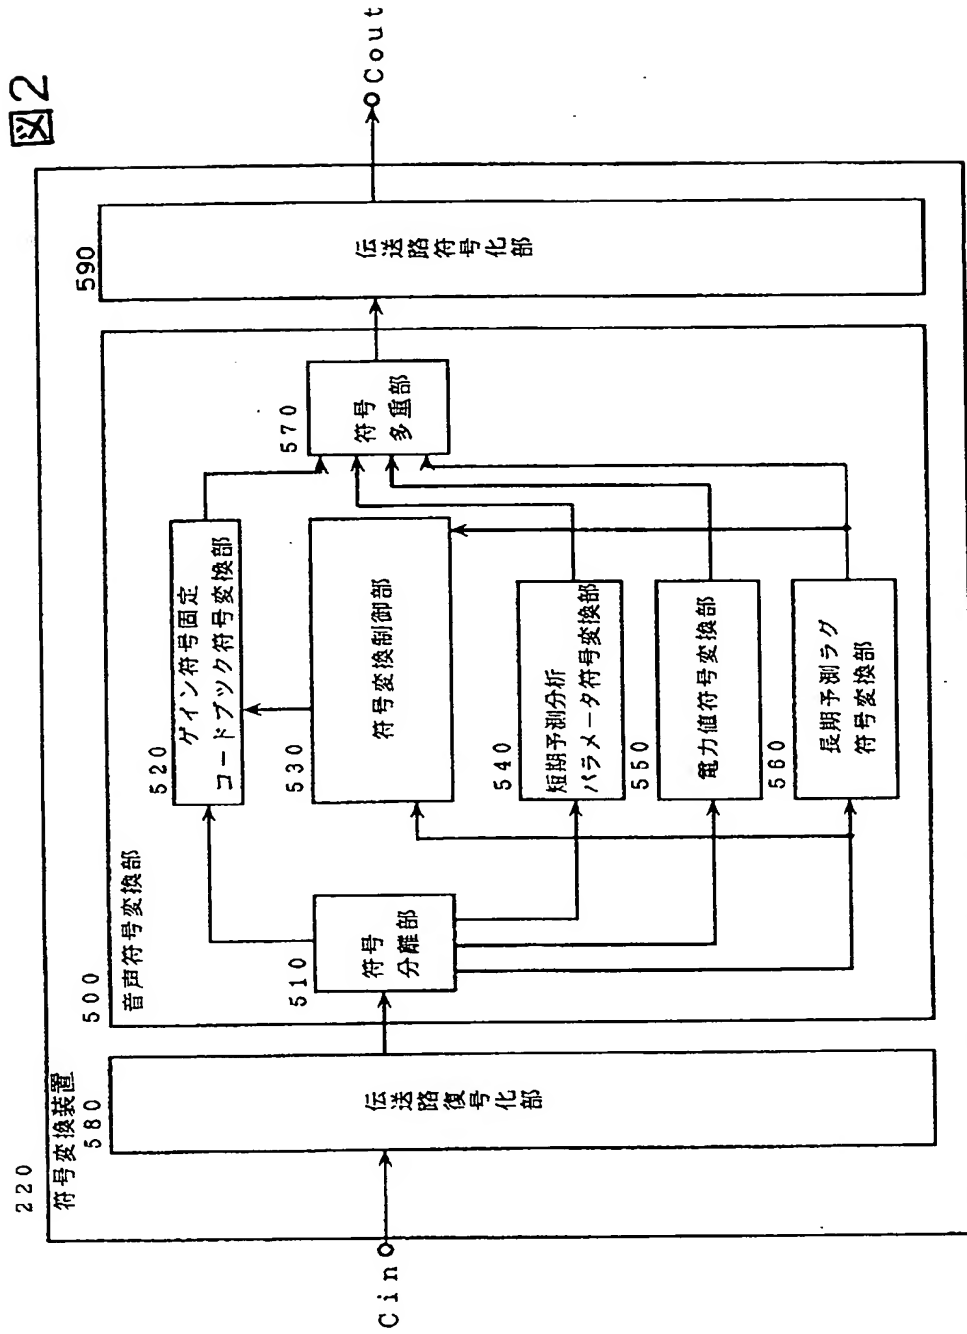 図2
220
符号変換装置
580
伝送路復号化部
Cin
500
音声符号変換部
510
符号
分離部
520
ゲイン符号固定
コードブック符号変換部
530
符号変換制御部
540
短期予測分析
パラメータ符号変換部
550
電力値符号変換部
560
長期予測ラグ
符号変換部
570
符号
多重部
590
伝送路符号化部
Cout